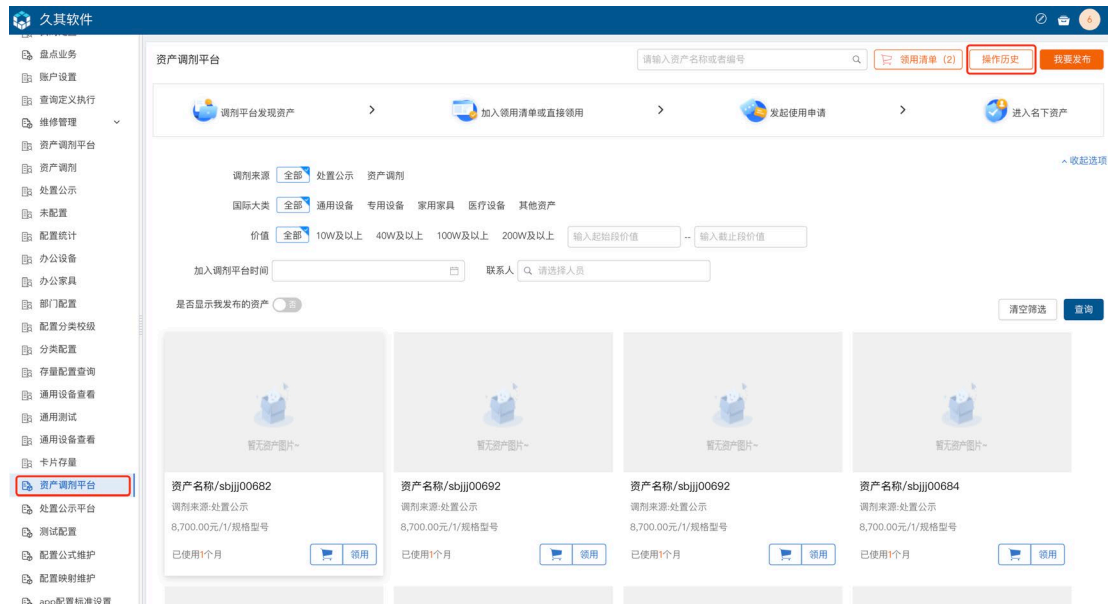 久其软件
6
盘点业务
账户设置
查询定义执行
维修管理
资产调剂平台
资产调剂
处置公示
未配置
配置统计
办公设备
办公家具
部门配置
配置分类校级
分类配置
存量配置查询
通用设备查看
通用测试
通用设备查看
卡片存量
资产调剂平台
处置公示平台
测试配置
配置公式维护
配置映射维护
app配置标准设置
资产调剂平台 请输入资产名称或者编号 领用清单 (2) 操作历史 我要发布
调剂平台发现资产 > 加入领用清单或直接领用 > 发起使用申请 > 进入名下资产
收起选项
调剂来源 全部 处置公示 资产调剂
国际大类 全部 通用设备 专用设备 家用家具 医疗设备 其他资产
价值 全部 10W及以上 40W及以上 100W及以上 200W及以上 输入起始段价值 -- 输入截止段价值
加入调剂平台时间 联系人 请选择人员
是否显示我发布的资产 否
清空筛选 查询
暂无资产图片~ 暂无资产图片~ 暂无资产图片~ 暂无资产图片~
资产名称/sbjjj00682 资产名称/sbjjj00692 资产名称/sbjjj00692 资产名称/sbjjj00684
调剂来源:处置公示 调剂来源:处置公示 调剂来源:处置公示 调剂来源:处置公示
8,700.00元/1/规格型号 8,700.00元/1/规格型号 8,700.00元/1/规格型号 8,700.00元/1/规格型号
已使用1个月 领用 已使用1个月 领用 已使用1个月 领用 已使用1个月 领用